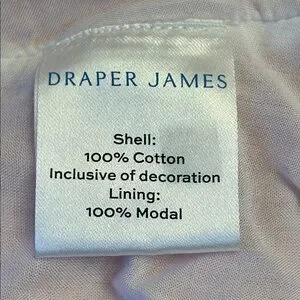 DRAPER JAMES
Shell:
100% Cotton
Inclusive of decoration
Lining:
100% Modal